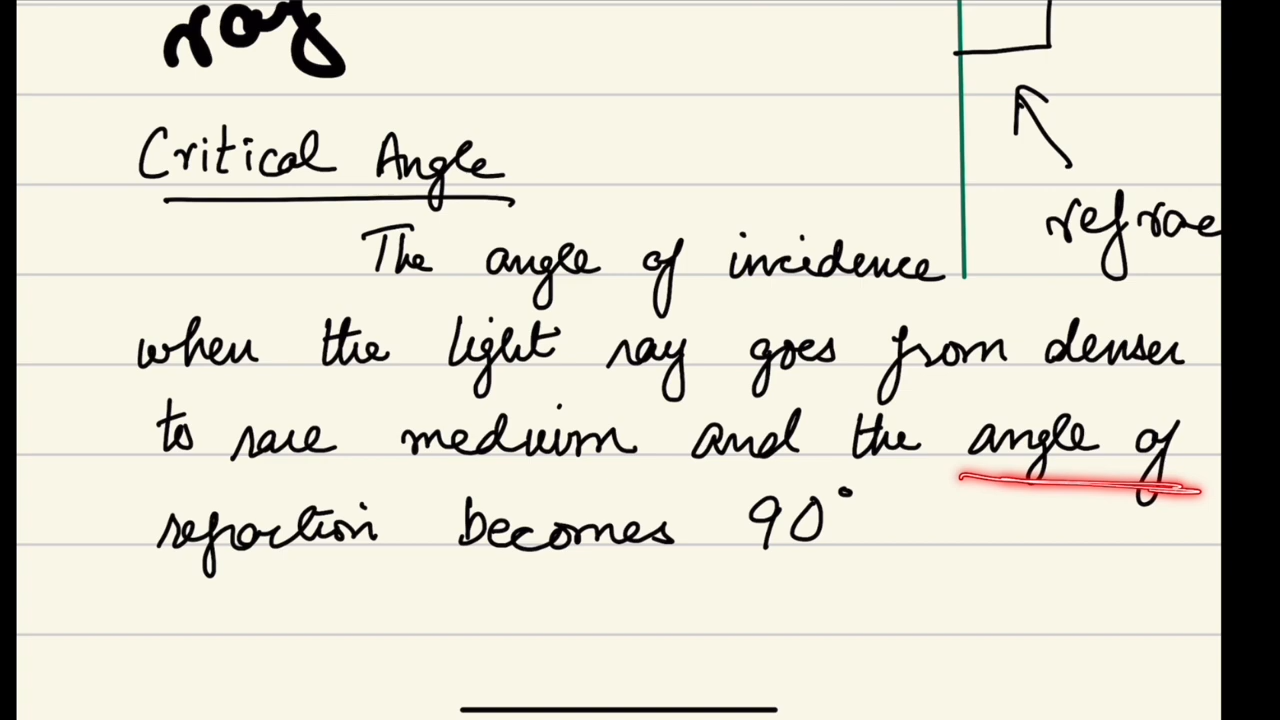 ray
Critical Angle
refrac
The angle of incidence
when the light ray goes from denser
to rare medium and the angle of
refraction becomes 90°